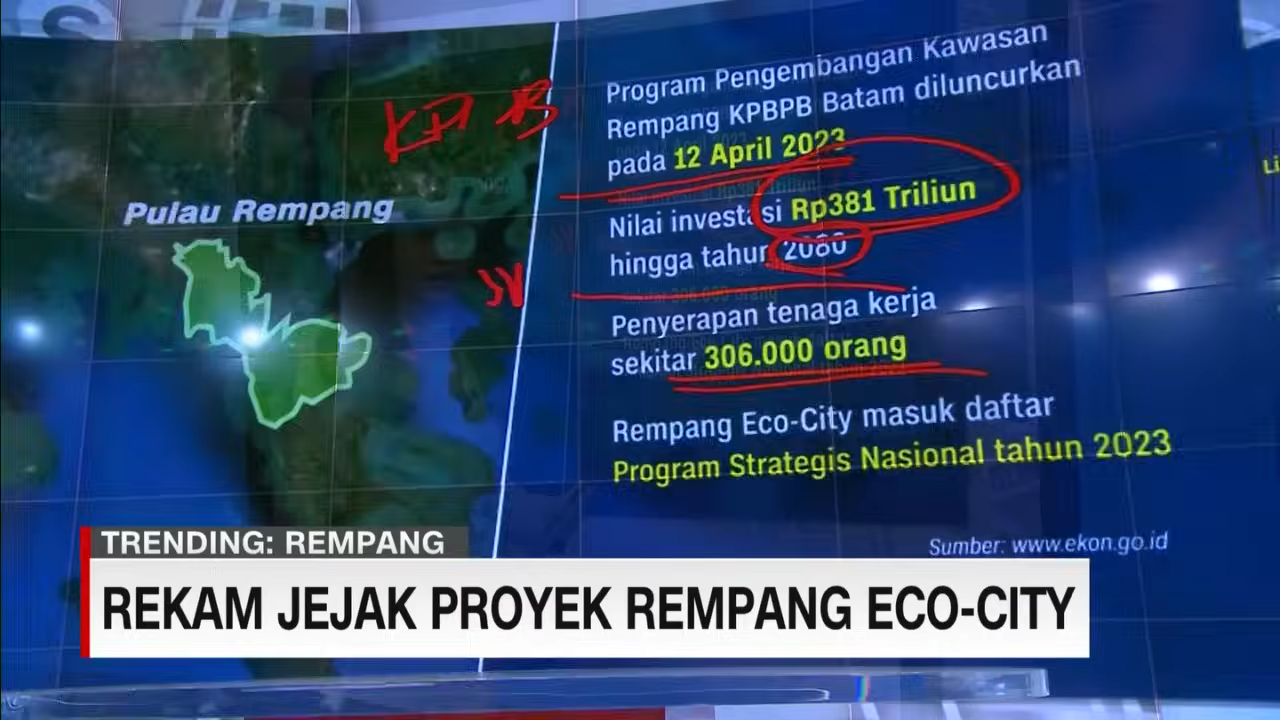 Pulau Rempang
Program Pengembangan Kawasan
Rempang KPBPB Batam diluncurkan
pada 12 April 2023
Nilai investasi Rp381 Triliun
hingga tahun 2080
Penyerapan tenaga kerja
sekitar 306.000 orang
Rempang Eco-City masuk daftar
Program Strategis Nasional tahun 2023
Sumber: www.ekon.go.id
TRENDING: REMPANG
REKAM JEJAK PROYEK REMPANG ECO-CITY